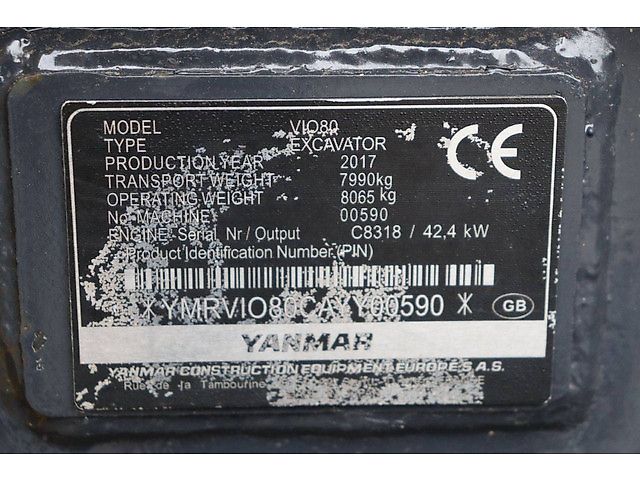 MODEL VIO80
TYPE EXCAVATOR
PRODUCTION YEAR 2017
TRANSPORT WEIGHT 7990kg
OPERATING WEIGHT 8065 kg
No MACHINE 00590
ENGINE: Serial Nr / Output C8318 / 42,4 kW
Product Identification Number (PIN)
CE
* YMRVIO80CAYY00590 *
GB
YANMAR
YANMAR CONSTRUCTION EQUIPMENT EUROPE S.A.S.
Rue de la Tambourine